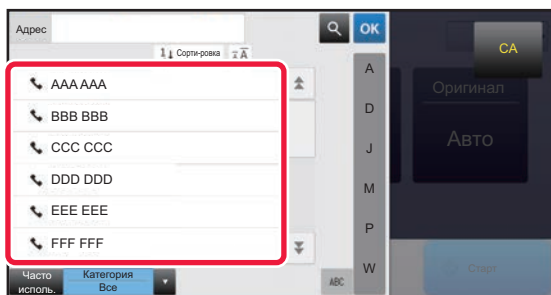 Адрес
OK
CA
1↓ Сорти-ровка
A
AAA AAA
Оригинал
BBB BBB
D
Авто
CCC CCC
J
DDD DDD
M
EEE EEE
P
FFF FFF
W
Старт
Часто
исполь.
Категория
Все
ABC